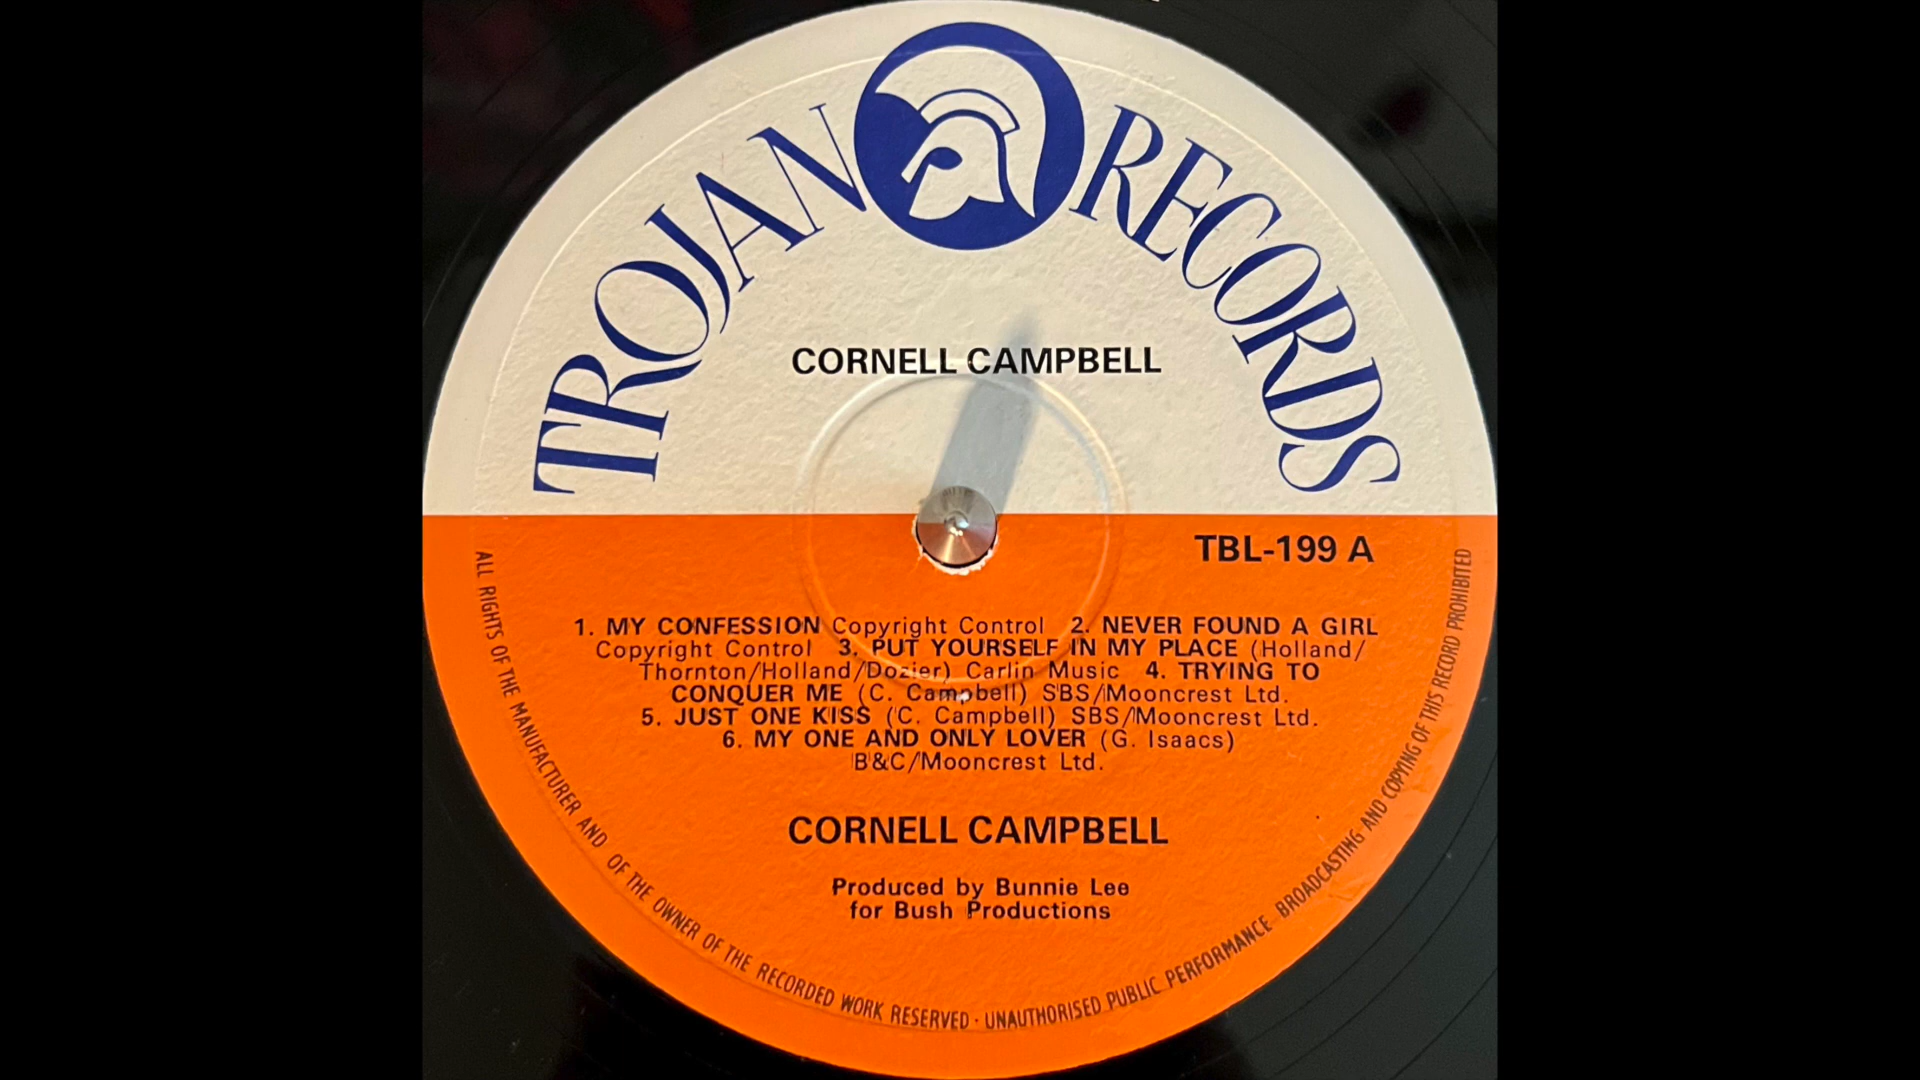 TROJAN RECORDS
CORNELL CAMPBELL
TBL-199 A
1. MY CONFESSION Copyright Control 2. NEVER FOUND A GIRL
Copyright Control 3. PUT YOURSELF IN MY PLACE (Holland/
Thornton/Holland/Dozier) Carlin Music 4. TRYING TO
CONQUER ME (C. Campbell) SBS/Mooncrest Ltd.
5. JUST ONE KISS (C. Campbell) SBS/Mooncrest Ltd.
6. MY ONE AND ONLY LOVER (G. Isaacs)
B&C/Mooncrest Ltd.
CORNELL CAMPBELL
Produced by Bunnie Lee
for Bush Productions
ALL RIGHTS OF THE MANUFACTURER AND OF THE OWNER OF THE RECORDED WORK RESERVED · UNAUTHORISED PUBLIC PERFORMANCE BROADCASTING AND COPYING OF THIS RECORD PROHIBITED